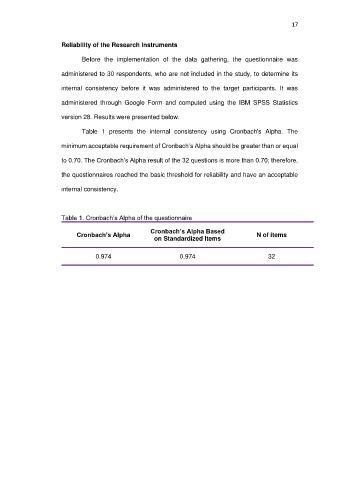 17
Reliability of the Research Instruments
Before the implementation of the data gathering, the questionnaire was
administered to 30 respondents, who are not included in the study, to determine its
internal consistency before it was administered to the target participants. It was
administered through Google Form and computed using the IBM SPSS Statistics
version 28. Results were presented below.
Table 1 presents the internal consistency using Cronbach's Alpha. The
minimum acceptable requirement of Cronbach's Alpha should be greater than or equal
to 0.70. The Cronbach's Alpha result of the 32 questions is more than 0.70; therefore,
the questionnaires reached the basic threshold for reliability and have an acceptable
internal consistency.
Table 1. Cronbach's Alpha of the questionnaire
Cronbach's Alpha
Cronbach's Alpha Based
on Standardized Items
N of items
0.974
0.974
32